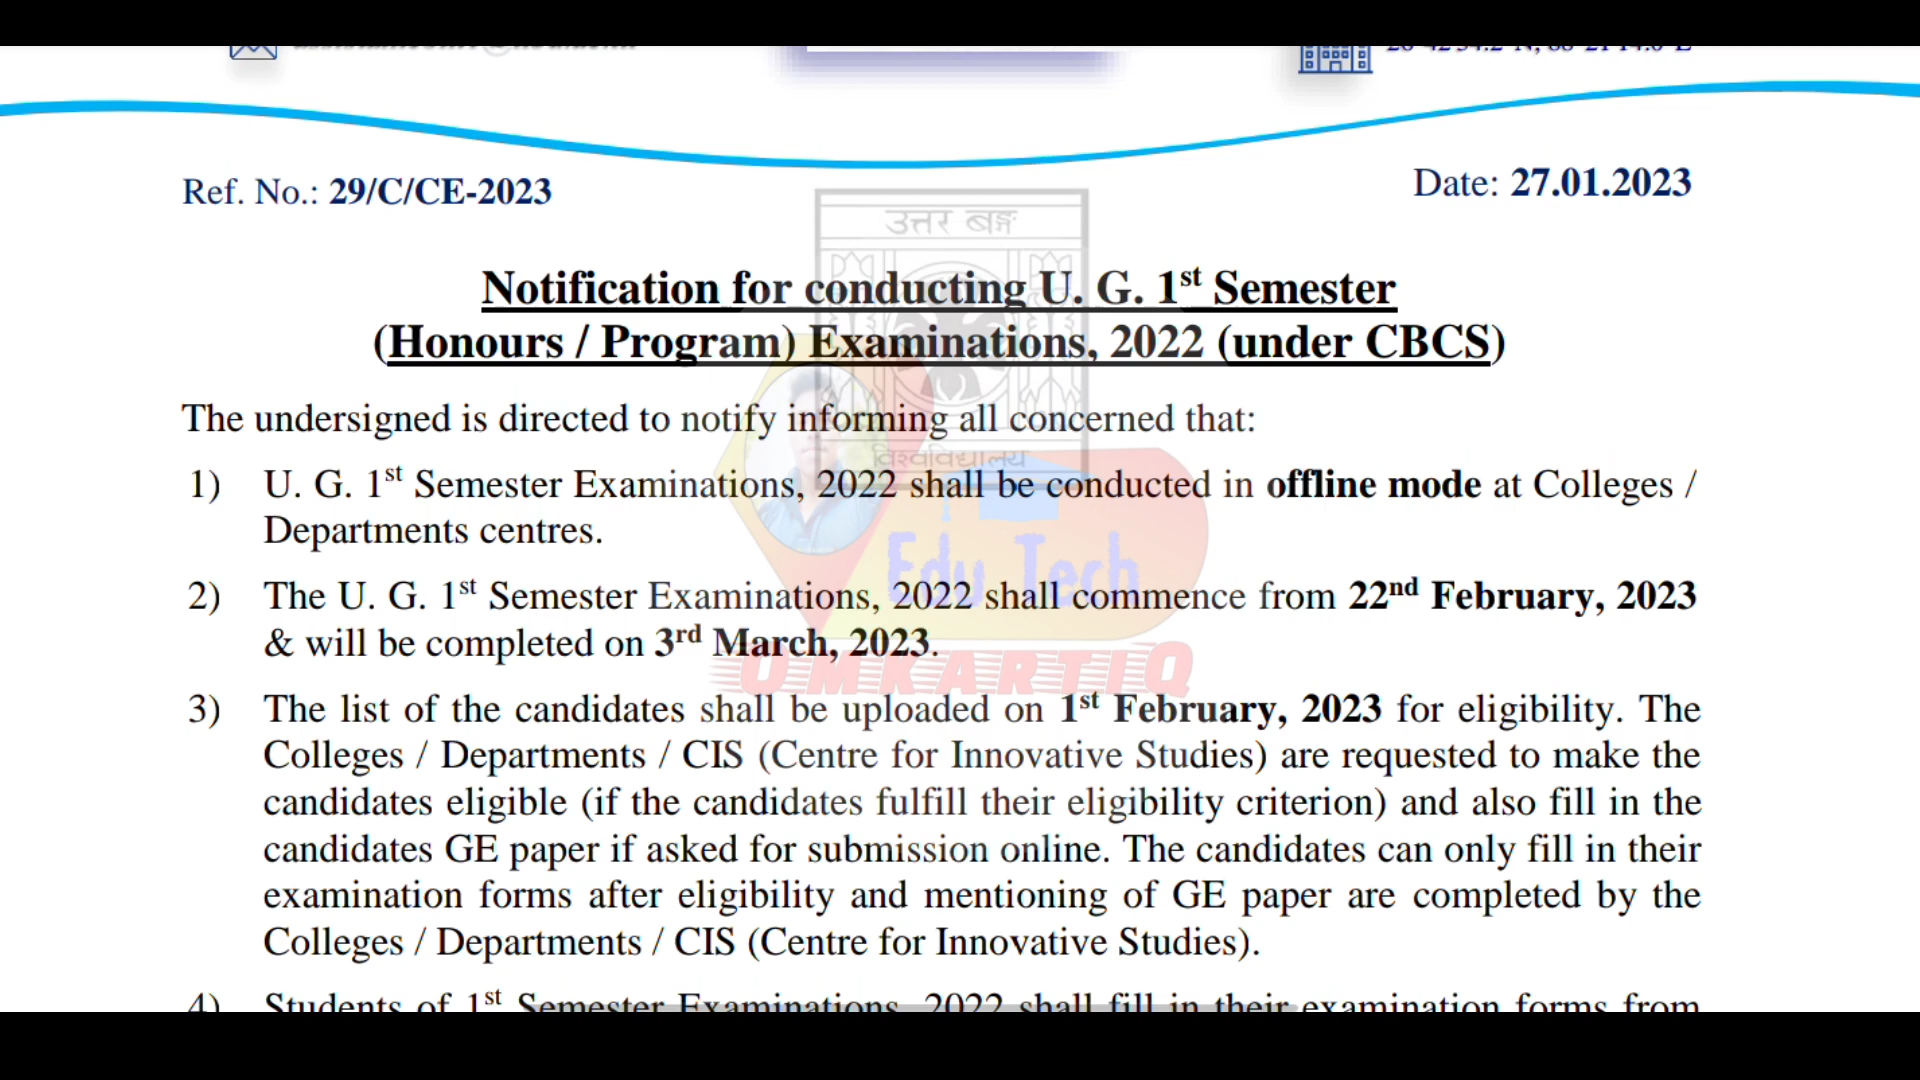 Ref. No.: 29/C/CE-2023
Date: 27.01.2023
उत्तर बङ्ग
Notification for conducting U. G. 1st Semester
(Honours / Program) Examinations, 2022 (under CBCS)
The undersigned is directed to notify informing all concerned that:
विश्वविद्यालय
1) U. G. 1st Semester Examinations, 2022 shall be conducted in offline mode at Colleges /
Departments centres.
Edu Tech
2) The U. G. 1st Semester Examinations, 2022 shall commence from 22nd February, 2023
& will be completed on 3rd March, 2023.
OMKARTIQ
3) The list of the candidates shall be uploaded on 1st February, 2023 for eligibility. The
Colleges / Departments / CIS (Centre for Innovative Studies) are requested to make the
candidates eligible (if the candidates fulfill their eligibility criterion) and also fill in the
candidates GE paper if asked for submission online. The candidates can only fill in their
examination forms after eligibility and mentioning of GE paper are completed by the
Colleges / Departments / CIS (Centre for Innovative Studies).
4) Students of 1st Semester Examinations, 2022 shall fill in their examination forms from